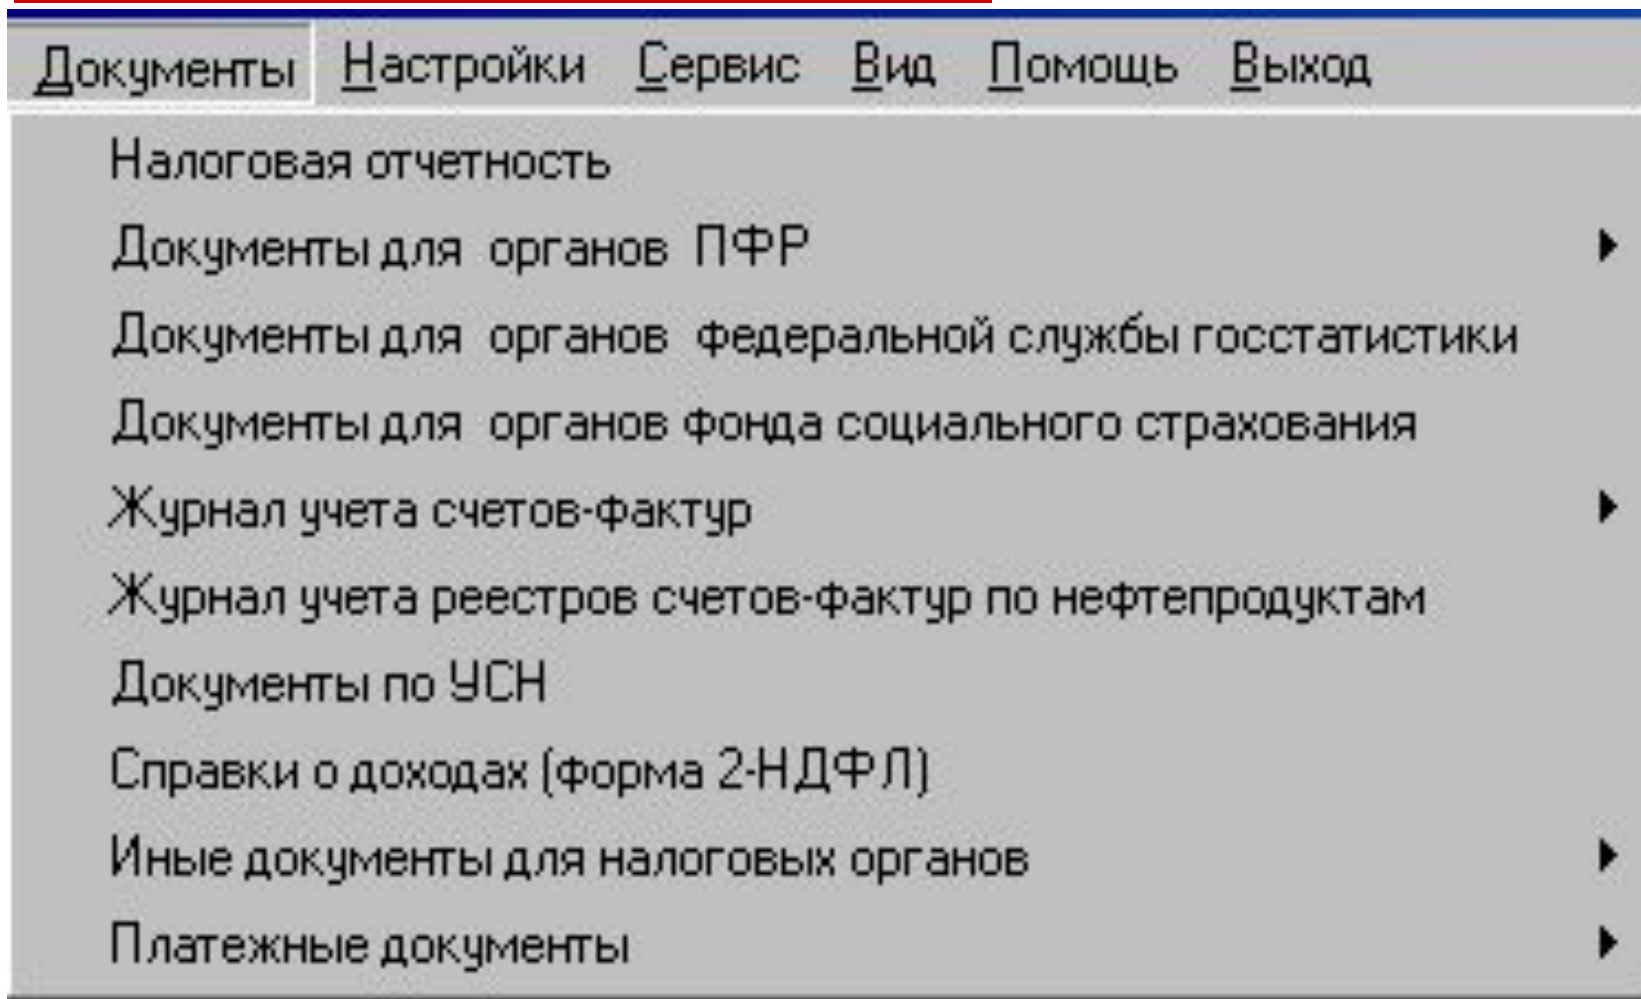 Документы Настройки Сервис Вид Помощь Выход
Налоговая отчетность
Документы для органов ПФР
Документы для органов федеральной службы госстатистики
Документы для органов фонда социального страхования
Журнал учета счетов-фактур
Журнал учета реестров счетов-фактур по нефтепродуктам
Документы по УСН
Справки о доходах (форма 2-НДФЛ)
Иные документы для налоговых органов
Платежные документы